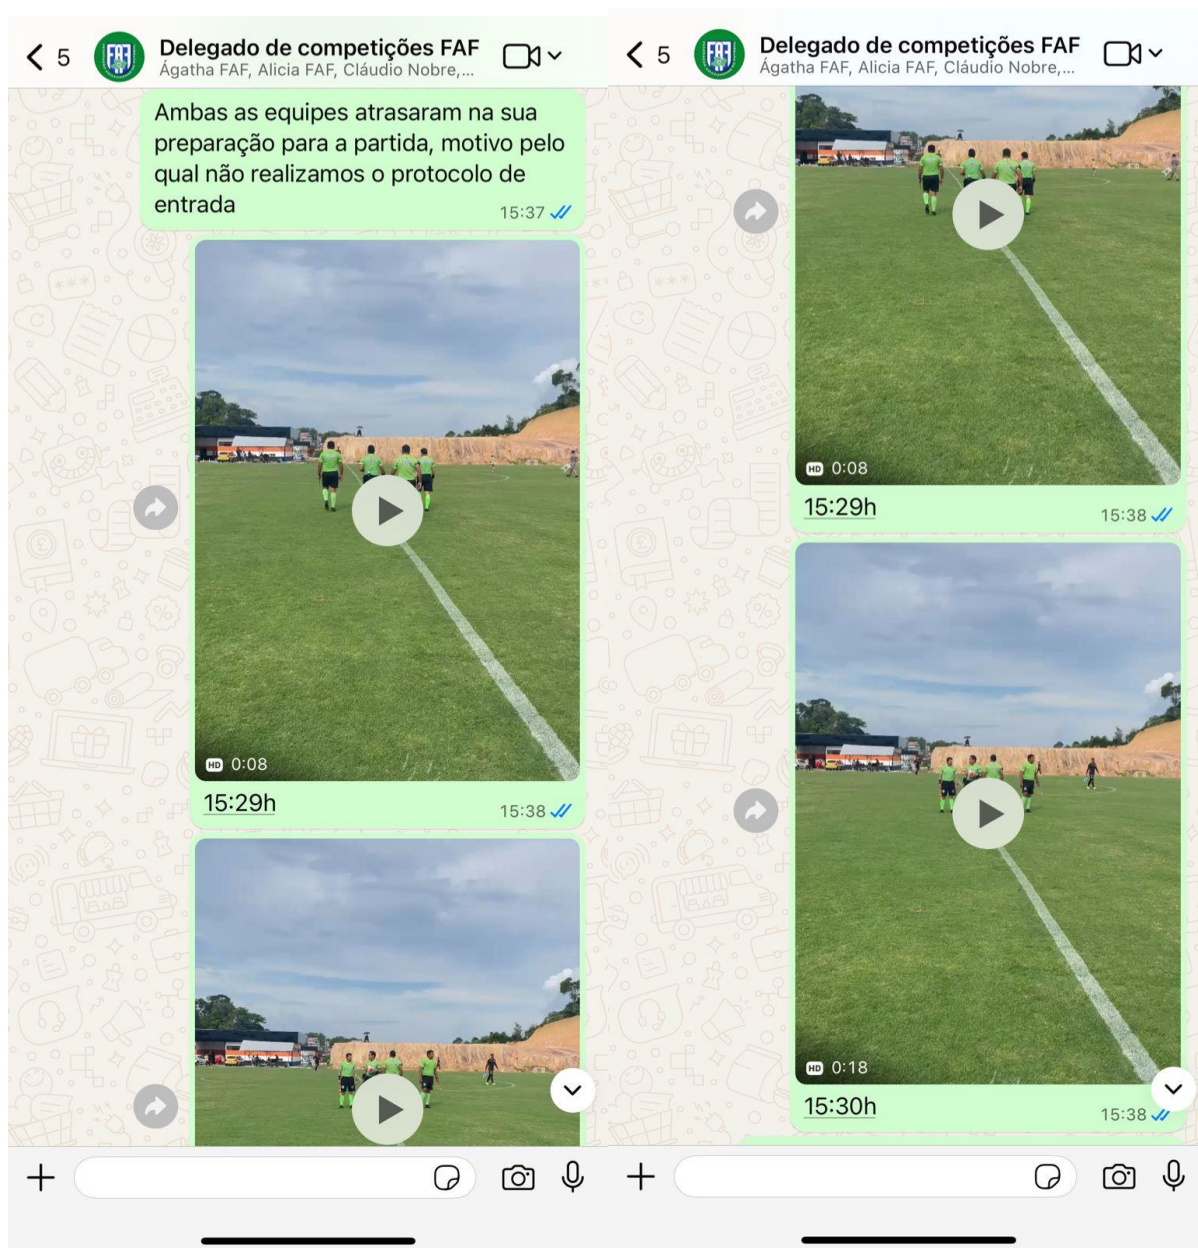 5
FAF
Delegado de competições FAF
Ágatha FAF, Alicia FAF, Cláudio Nobre,...
Ambas as equipes atrasaram na sua
preparação para a partida, motivo pelo
qual não realizamos o protocolo de
entrada
15:37
HD 0:08
15:29h
15:38
5
FAF
Delegado de competições FAF
Ágatha FAF, Alicia FAF, Cláudio Nobre,...
HD 0:08
15:29h
15:38
HD 0:18
15:30h
15:38